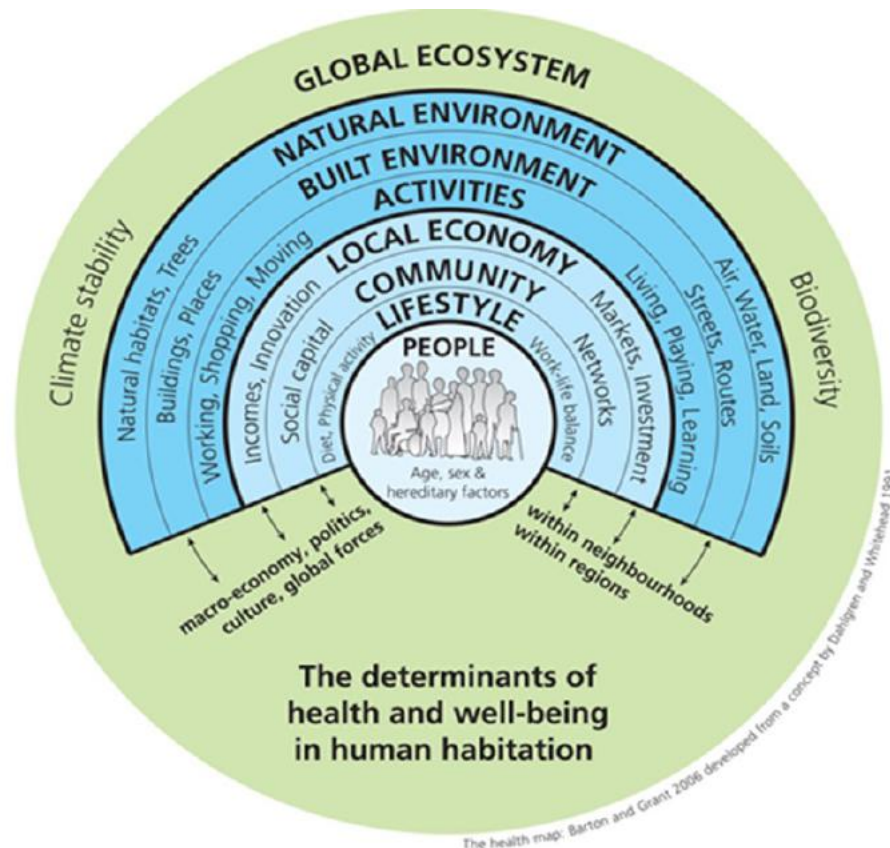 GLOBAL ECOSYSTEM
NATURAL ENVIRONMENT
BUILT ENVIRONMENT
ACTIVITIES
LOCAL ECONOMY
COMMUNITY
LIFESTYLE
PEOPLE
Age, sex &
hereditary factors
Climate stability
Natural habitats, Trees
Buildings, Places
Working, Shopping, Moving
Incomes, Innovation
Social capital
Diet, Physical activity
Work-life balance
Networks
Markets, Investment
Living, Playing, Learning
Streets, Routes
Air, Water, Land, Soils
Biodiversity
macro-economy, politics,
culture, global forces
within neighbourhoods
within regions
The determinants of
health and well-being
in human habitation
The health map: Barton and Grant 2006 developed from a concept by Dahlgren and Whitehead 1991